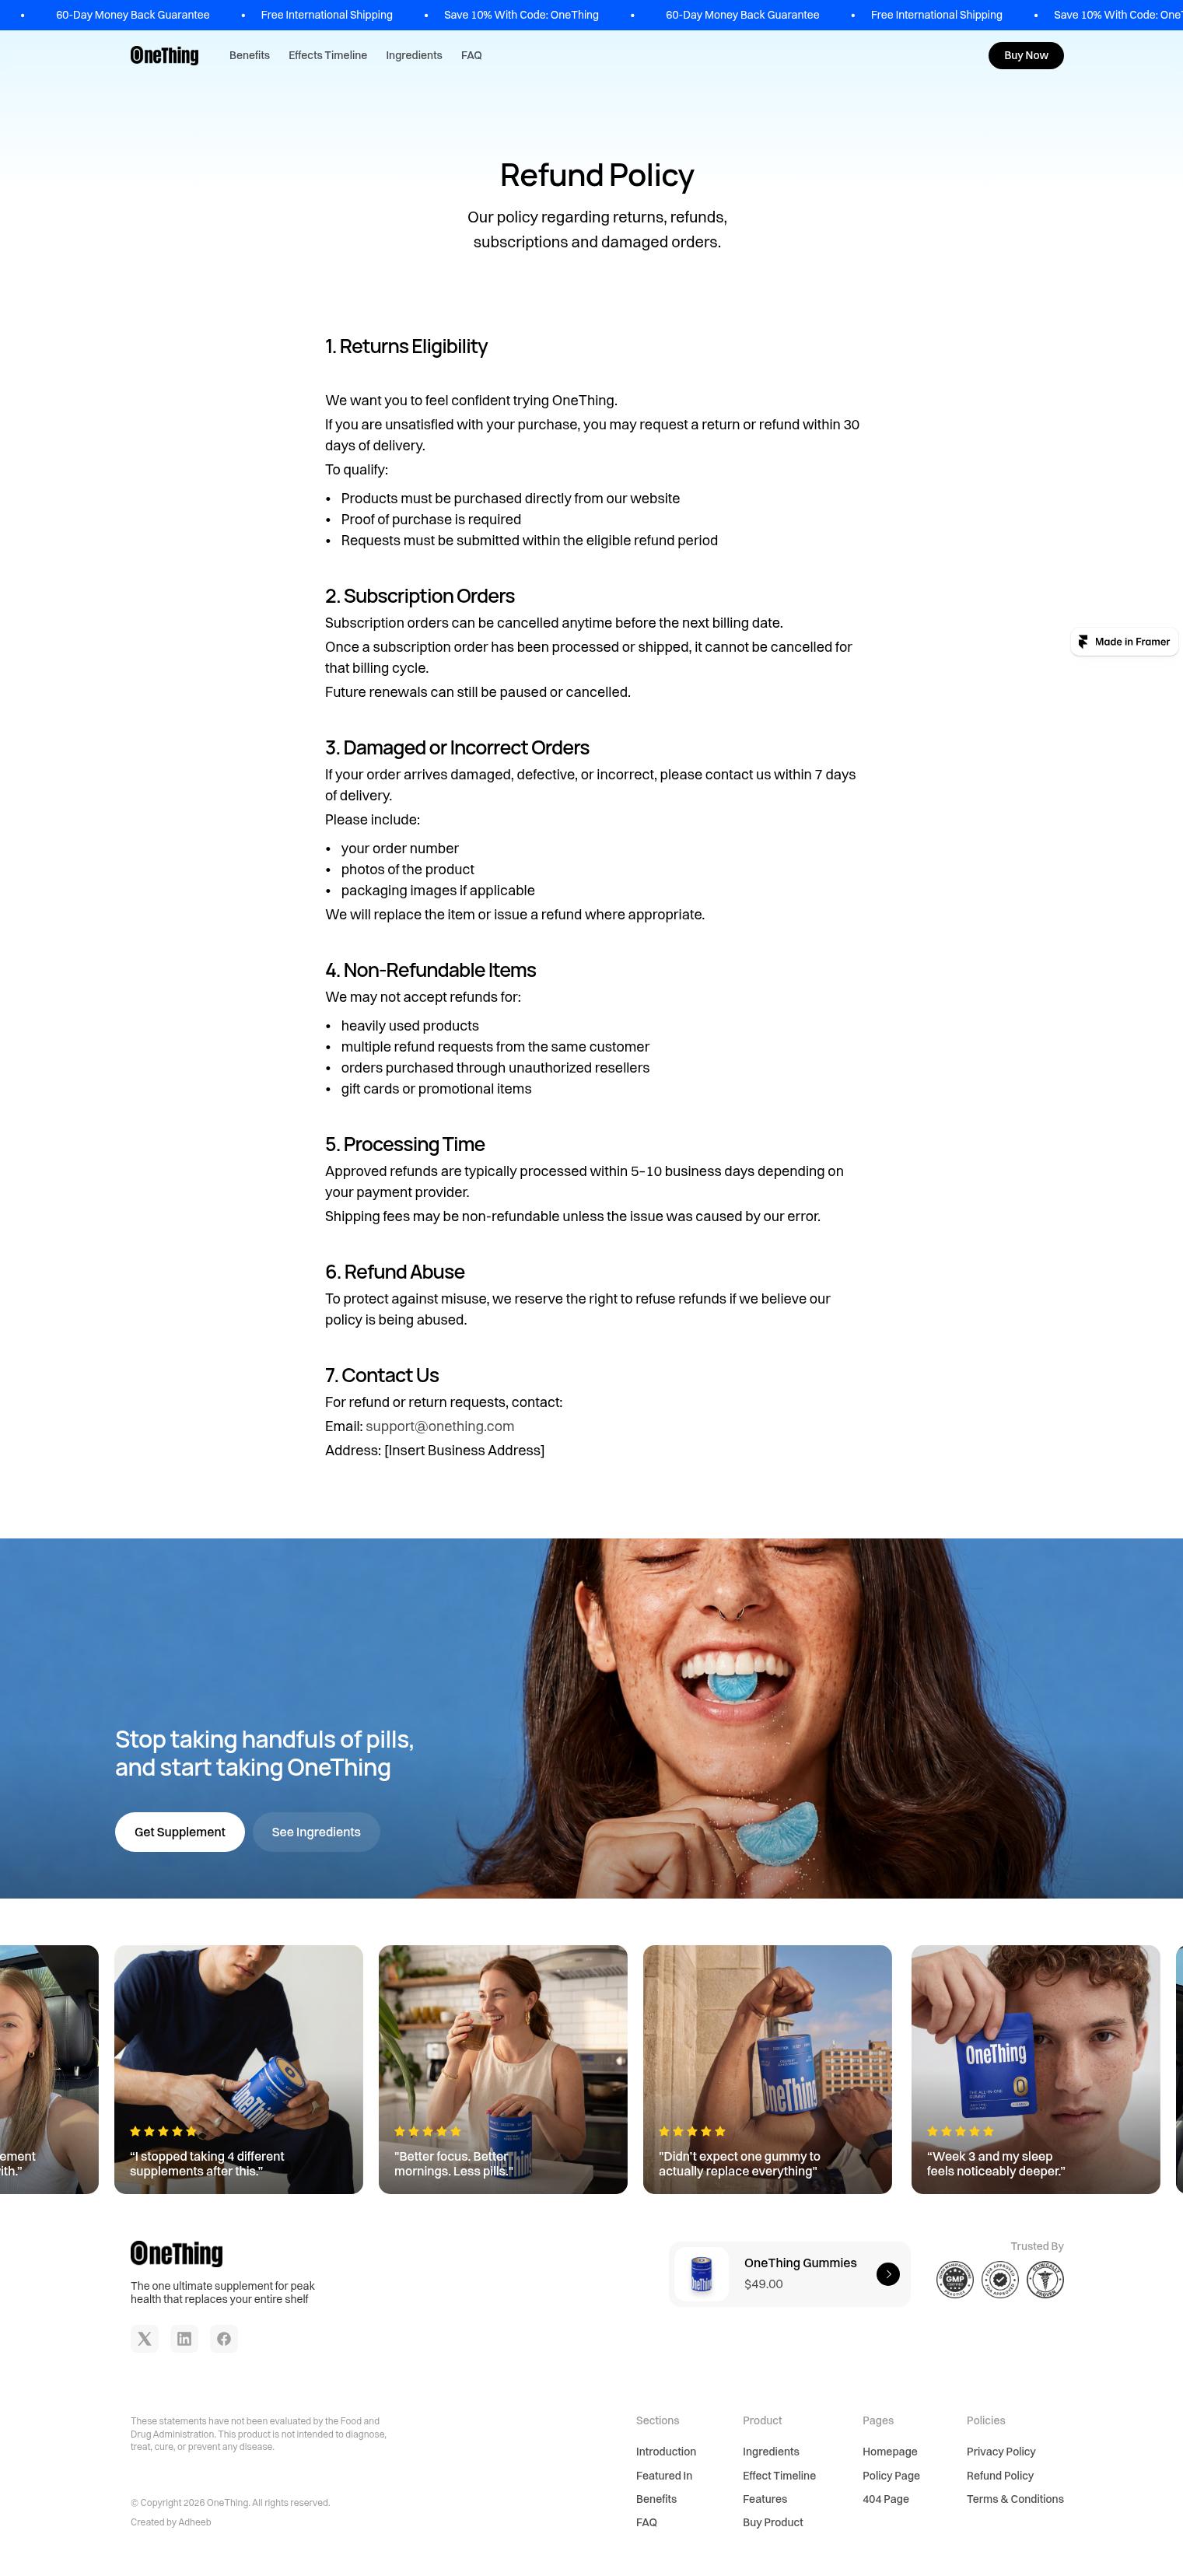 • 60-Day Money Back Guarantee • Free International Shipping • Save 10% With Code: OneThing • 60-Day Money Back Guarantee • Free International Shipping • Save 10% With Code:
OneThing Benefits Effects Timeline Ingredients FAQ Buy Now
Refund Policy
Our policy regarding returns, refunds,
subscriptions and damaged orders.
1. Returns Eligibility
We want you to feel confident trying OneThing.
If you are unsatisfied with your purchase, you may request a return or refund within 30
days of delivery.
To qualify:
• Products must be purchased directly from our website
• Proof of purchase is required
• Requests must be submitted within the eligible refund period
2. Subscription Orders
Subscription orders can be cancelled anytime before the next billing date.
Once a subscription order has been processed or shipped, it cannot be cancelled for
that billing cycle.
Future renewals can still be paused or cancelled.
Made in Framer
3. Damaged or Incorrect Orders
If your order arrives damaged, defective, or incorrect, please contact us within 7 days
of delivery.
Please include:
• your order number
• photos of the product
• packaging images if applicable
We will replace the item or issue a refund where appropriate.
4. Non-Refundable Items
We may not accept refunds for:
• heavily used products
• multiple refund requests from the same customer
• orders purchased through unauthorized resellers
• gift cards or promotional items
5. Processing Time
Approved refunds are typically processed within 5–10 business days depending on
your payment provider.
Shipping fees may be non-refundable unless the issue was caused by our error.
6. Refund Abuse
To protect against misuse, we reserve the right to refuse refunds if we believe our
policy is being abused.
7. Contact Us
For refund or return requests, contact:
Email: support@onething.com
Address: [Insert Business Address]
Stop taking handfuls of pills,
and start taking OneThing
Get Supplement See Ingredients
“I stopped taking 4 different
supplements after this.”
"Better focus. Better
mornings. Less pills."
OneThing
"Didn’t expect one gummy to
actually replace everything"
OneThing
“Week 3 and my sleep
feels noticeably deeper.”
OneThing
The one ultimate supplement for peak
health that replaces your entire shelf
OneThing Gummies
$49.00
Trusted By
GMP
These statements have not been evaluated by the Food and
Drug Administration. This product is not intended to diagnose,
treat, cure, or prevent any disease.
© Copyright 2026 OneThing. All rights reserved.
Created by Adheeb
Sections
Introduction
Featured In
Benefits
FAQ
Product
Ingredients
Effect Timeline
Features
Buy Product
Pages
Homepage
Policy Page
404 Page
Policies
Privacy Policy
Refund Policy
Terms & Conditions